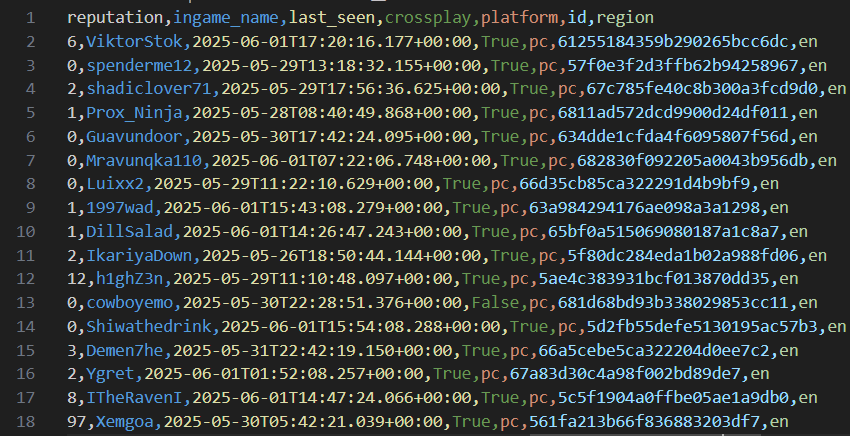 1 reputation,ingame_name,last_seen,crossplay,platform,id,region
2 6,ViktorStok,2025-06-01T17:20:16.177+00:00,True,pc,61255184359b290265bcc6dc,en
3 0,spenderme12,2025-05-29T13:18:32.155+00:00,True,pc,57f0e3f2d3ffb62b94258967,en
4 2,shadiclover71,2025-05-29T17:56:36.625+00:00,True,pc,67c785fe40c8b300a3fcd9d0,en
5 1,Prox_Ninja,2025-05-28T08:40:49.868+00:00,True,pc,6811ad572dcd9900d24df011,en
6 0,Guavundoor,2025-05-30T17:42:24.095+00:00,True,pc,634dde1cfda4f6095807f56d,en
7 0,Mravunqka110,2025-06-01T07:22:06.748+00:00,True,pc,682830f092205a0043b956db,en
8 0,Luixx2,2025-05-29T11:22:10.629+00:00,True,pc,66d35cb85ca322291d4b9bf9,en
9 1,1997wad,2025-06-01T15:43:08.279+00:00,True,pc,63a984294176ae098a3a1298,en
10 1,DillSalad,2025-06-01T14:26:47.243+00:00,True,pc,65bf0a515069080187a1c8a7,en
11 2,IkariyaDown,2025-05-26T18:50:44.144+00:00,True,pc,5f80dc284eda1b02a988fd06,en
12 12,h1ghZ3n,2025-05-29T11:10:48.097+00:00,True,pc,5ae4c383931bcf013870dd35,en
13 0,cowboyemo,2025-05-30T22:28:51.376+00:00,False,pc,681d68bd93b338029853cc11,en
14 0,Shiwathedrink,2025-06-01T15:54:08.288+00:00,True,pc,5d2fb55defe5130195ac57b3,en
15 3,Demen7he,2025-05-31T22:42:19.150+00:00,True,pc,66a5cebe5ca322204d0ee7c2,en
16 2,Ygret,2025-06-01T01:52:08.257+00:00,True,pc,67a83d30c4a98f002bd89de7,en
17 8,ITheRavenI,2025-06-01T14:47:24.066+00:00,True,pc,5c5f1904a0ffbe05ae1a9db0,en
18 97,Xemgoa,2025-05-30T05:42:21.039+00:00,True,pc,561fa213b66f836883203df7,en